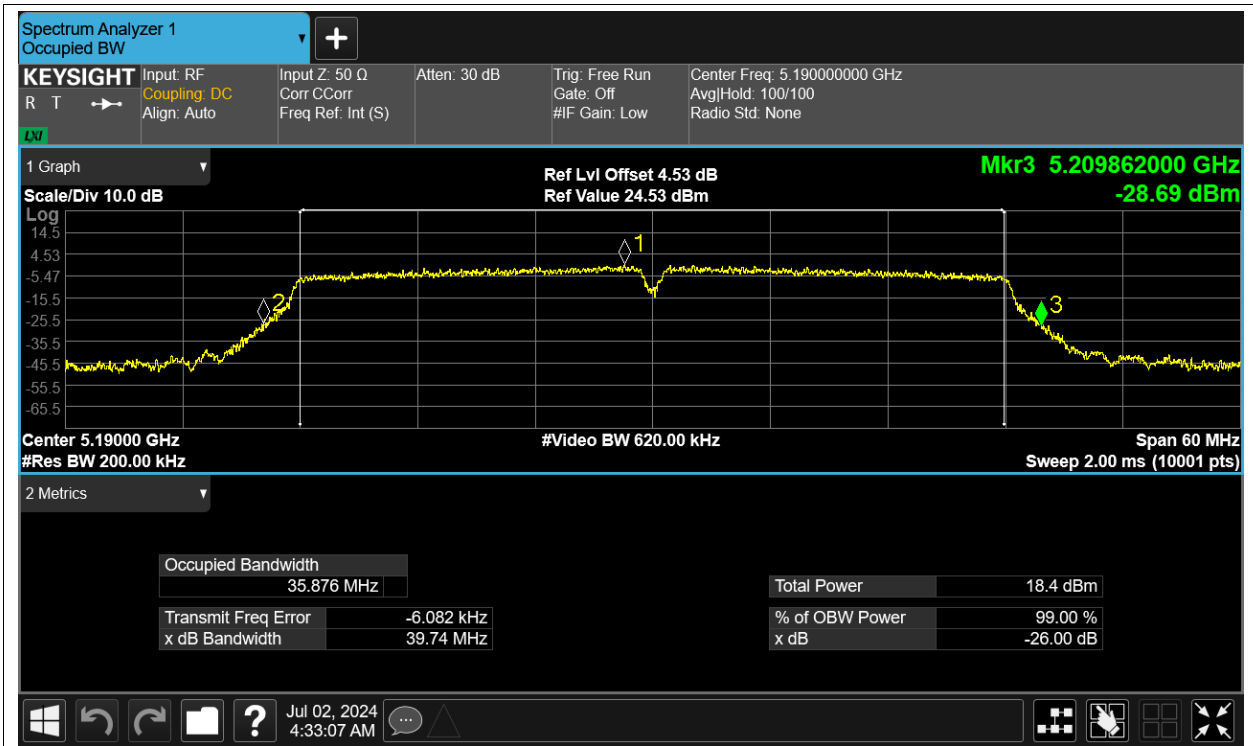 Spectrum Analyzer 1
Occupied BW
KEYSIGHT
R T
LXI
Input: RF
Coupling: DC
Align: Auto
Input Z: 50 Ω
Corr CCorr
Freq Ref: Int (S)
Atten: 30 dB
Trig: Free Run
Gate: Off
#IF Gain: Low
Center Freq: 5.190000000 GHz
Avg|Hold: 100/100
Radio Std: None
1 Graph
Scale/Div 10.0 dB
Ref Lvl Offset 4.53 dB
Ref Value 24.53 dBm
Mkr3 5.209862000 GHz
-28.69 dBm
Log
14.5
4.53
-5.47
-15.5
-25.5
-35.5
-45.5
-55.5
-65.5
1
2
3
Center 5.19000 GHz
#Video BW 620.00 kHz
Span 60 MHz
#Res BW 200.00 kHz
Sweep 2.00 ms (10001 pts)
2 Metrics
Occupied Bandwidth
35.876 MHz
Transmit Freq Error -6.082 kHz
x dB Bandwidth 39.74 MHz
Total Power 18.4 dBm
% of OBW Power 99.00 %
x dB -26.00 dB
?
Jul 02, 2024
4:33:07 AM